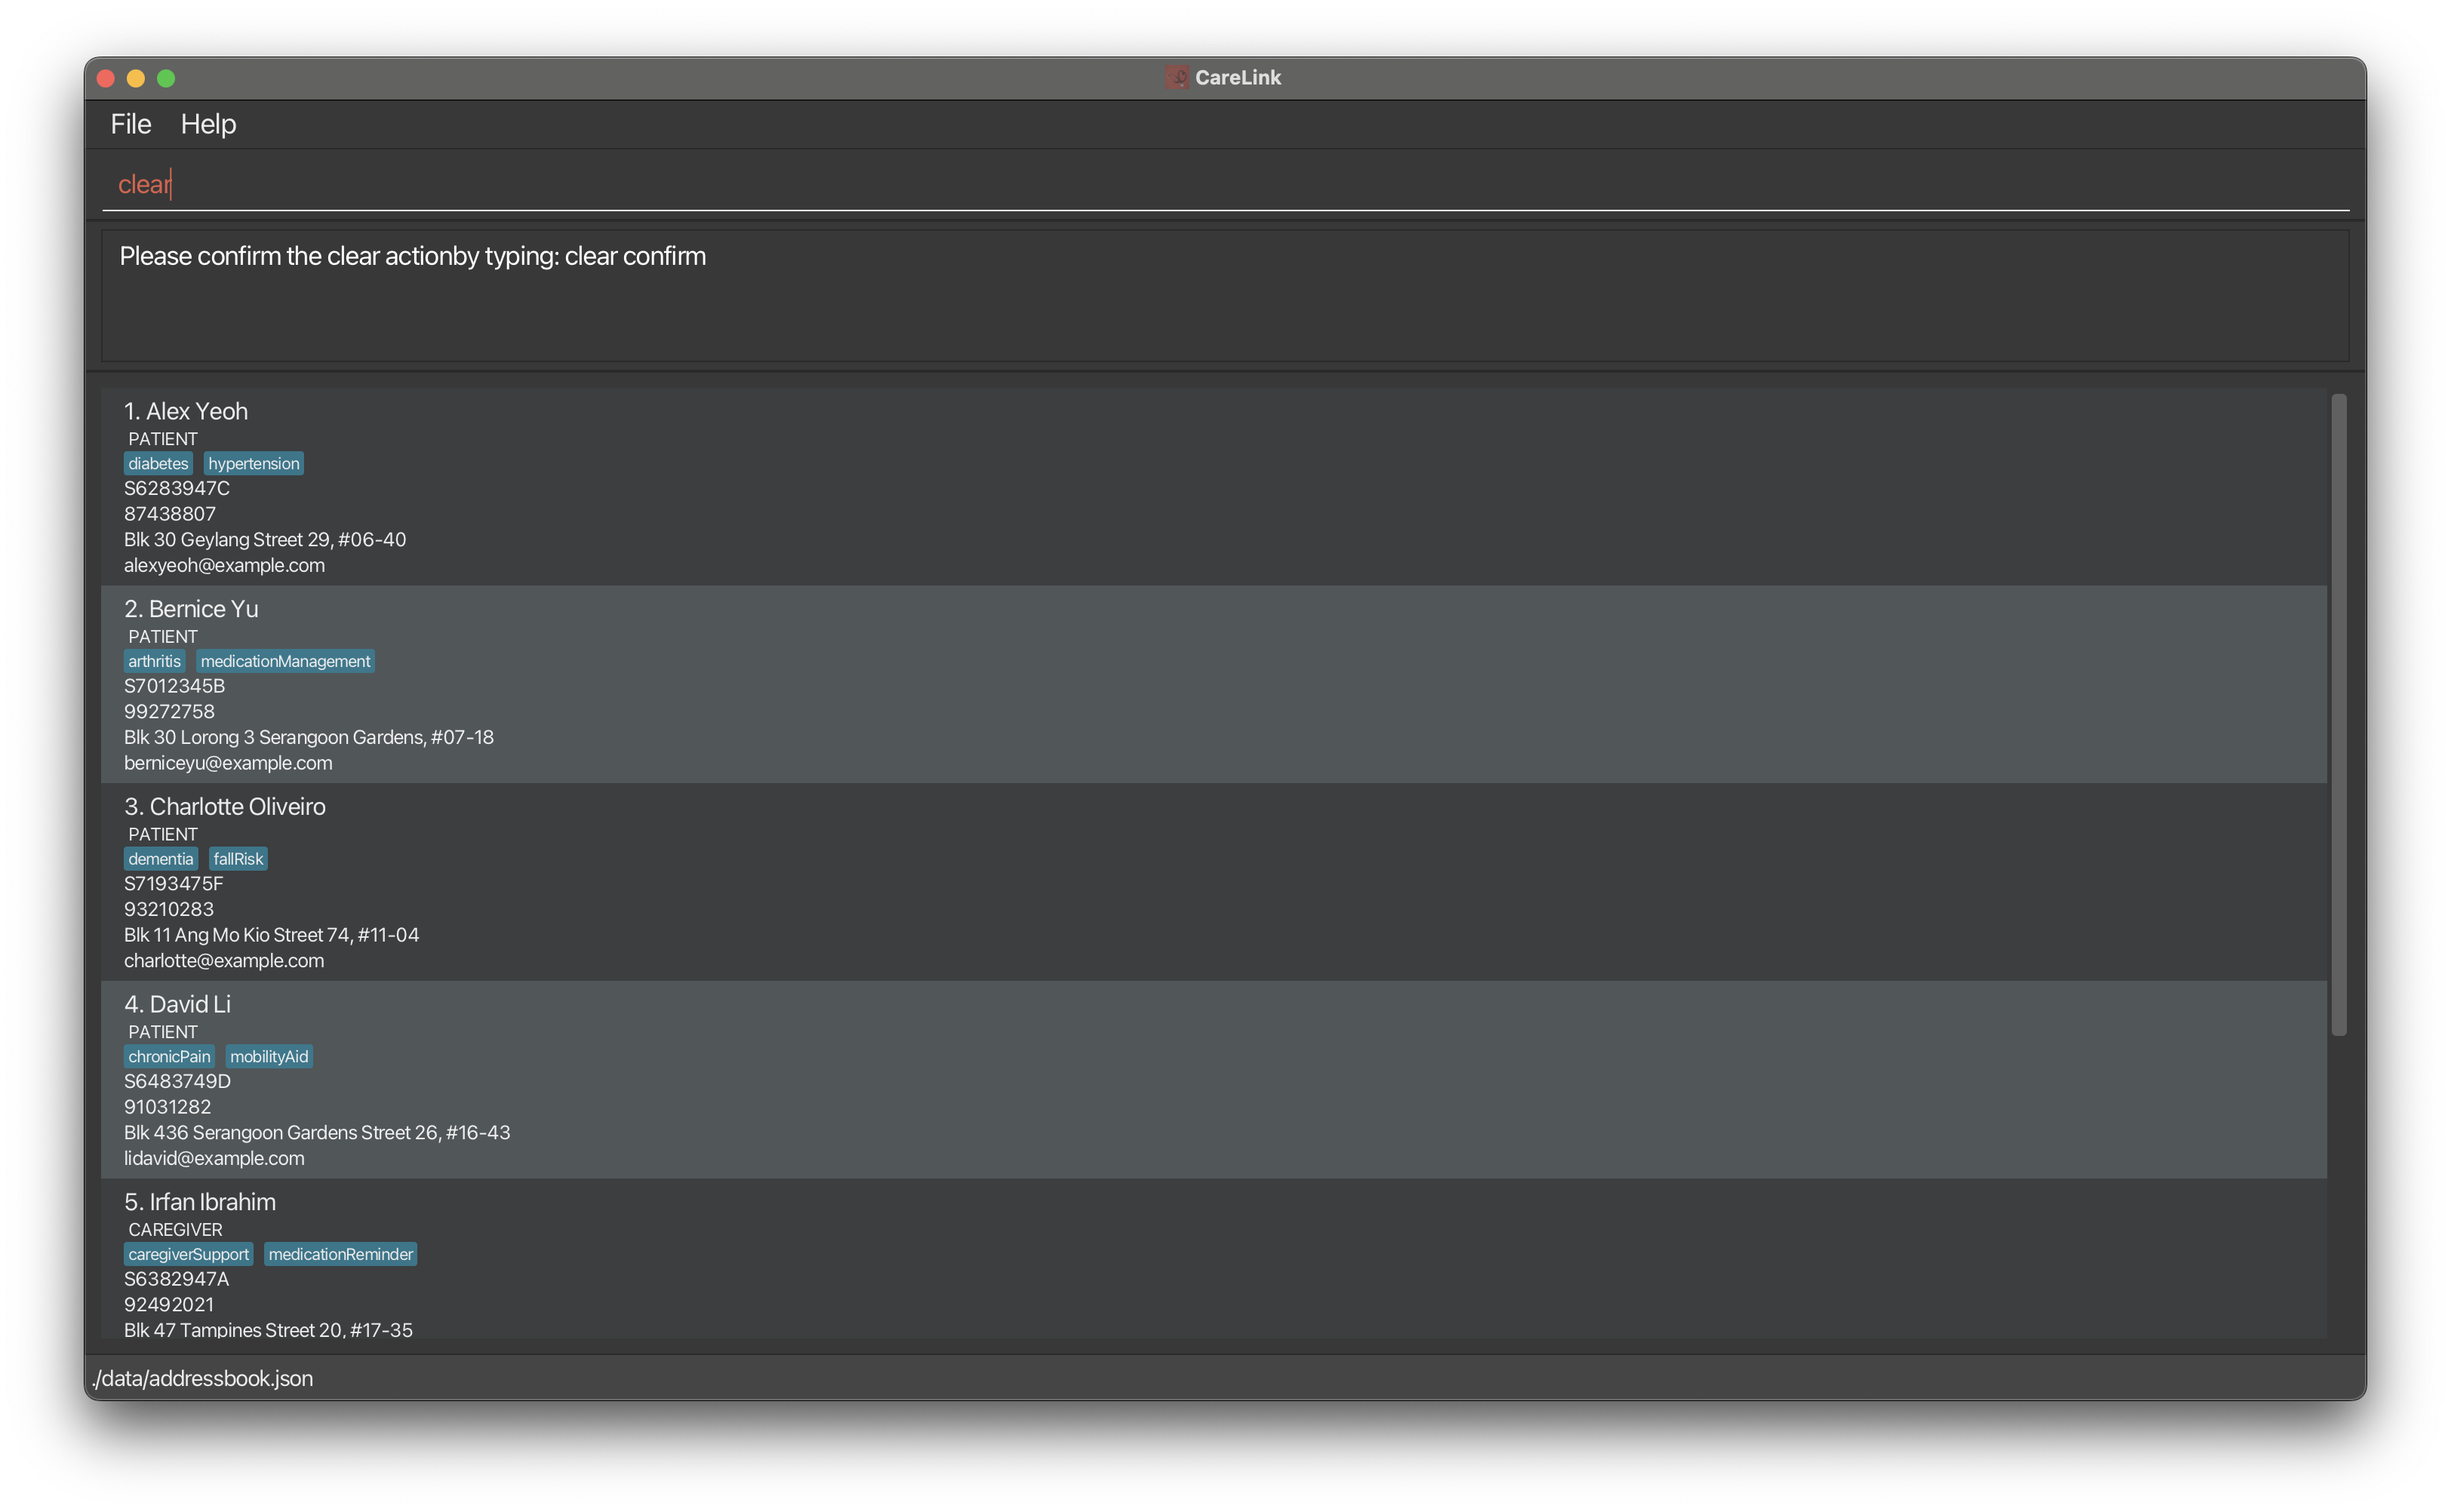 CareLink
File Help
clear
Please confirm the clear actionby typing: clear confirm
1. Alex Yeoh
PATIENT
diabetes hypertension
S6283947C
87438807
Blk 30 Geylang Street 29, #06-40
alexyeoh@example.com
2. Bernice Yu
PATIENT
arthritis medicationManagement
S7012345B
99272758
Blk 30 Lorong 3 Serangoon Gardens, #07-18
berniceyu@example.com
3. Charlotte Oliveiro
PATIENT
dementia fallRisk
S7193475F
93210283
Blk 11 Ang Mo Kio Street 74, #11-04
charlotte@example.com
4. David Li
PATIENT
chronicPain mobilityAid
S6483749D
91031282
Blk 436 Serangoon Gardens Street 26, #16-43
lidavid@example.com
5. Irfan Ibrahim
CAREGIVER
caregiverSupport medicationReminder
S6382947A
92492021
Blk 47 Tampines Street 20, #17-35
./data/addressbook.json